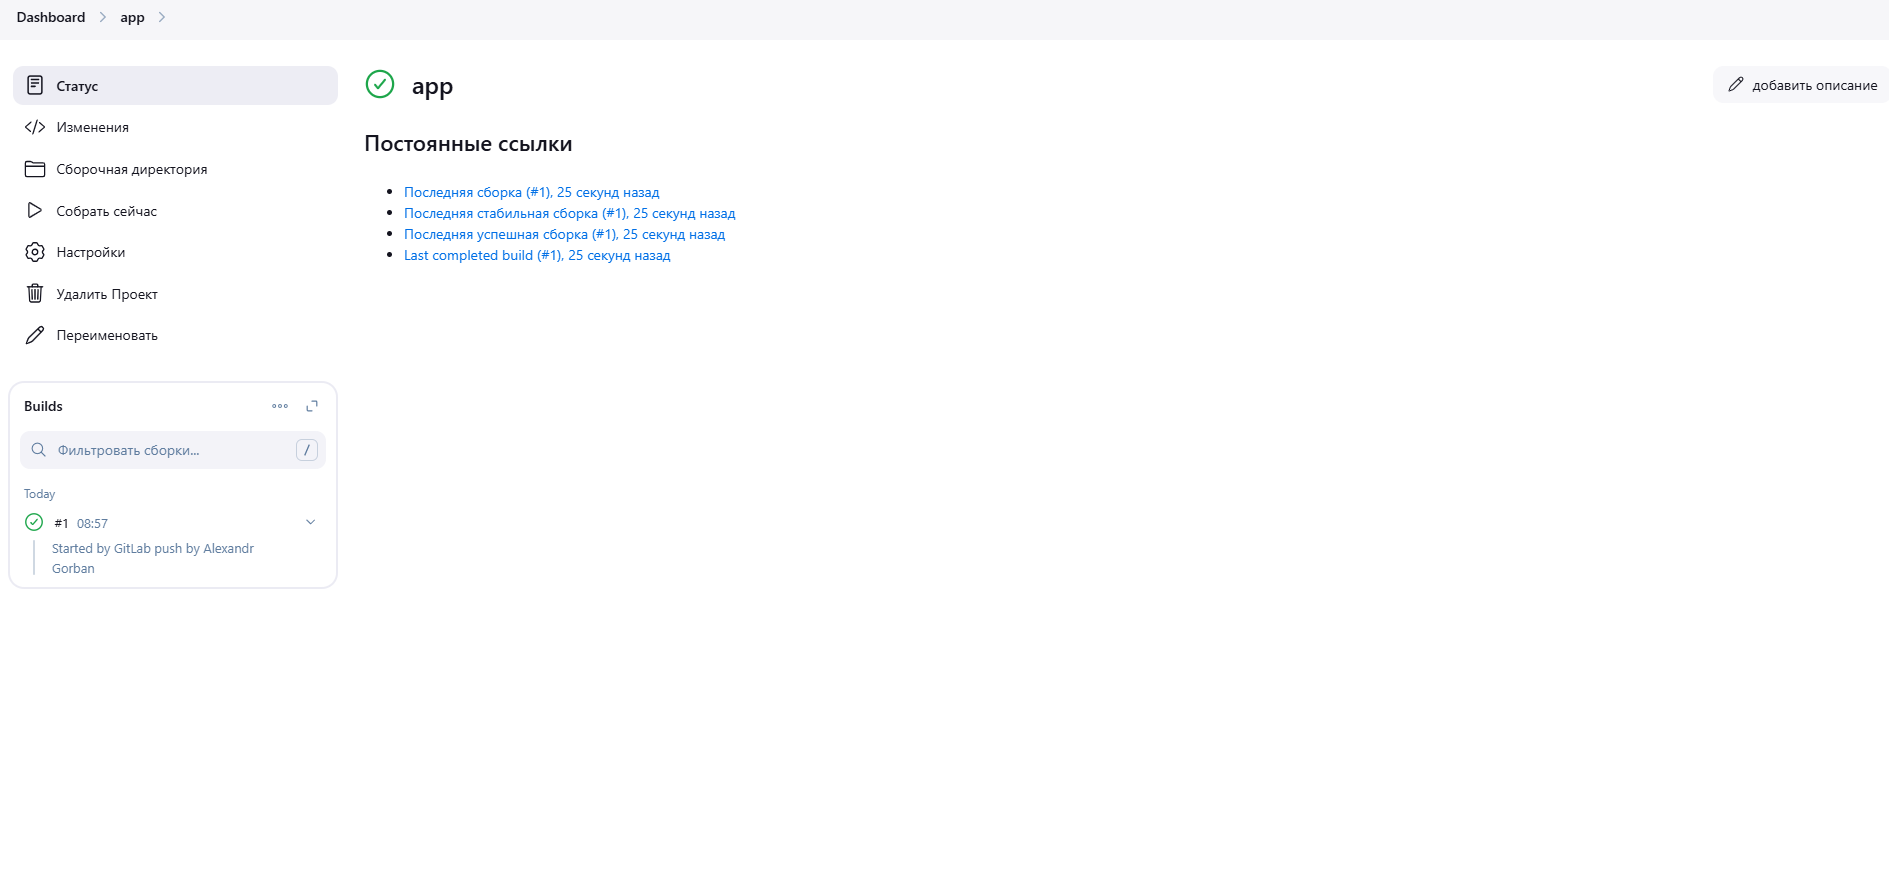 Dashboard
app
Статус
Изменения
Сборочная директория
Собрать сейчас
Настройки
Удалить Проект
Переименовать
Builds
Фильтровать сборки...
/
Today
#1 08:57
Started by GitLab push by Alexandr
Gorban
app
добавить описание
Постоянные ссылки
Последняя сборка (#1), 25 секунд назад
Последняя стабильная сборка (#1), 25 секунд назад
Последняя успешная сборка (#1), 25 секунд назад
Last completed build (#1), 25 секунд назад